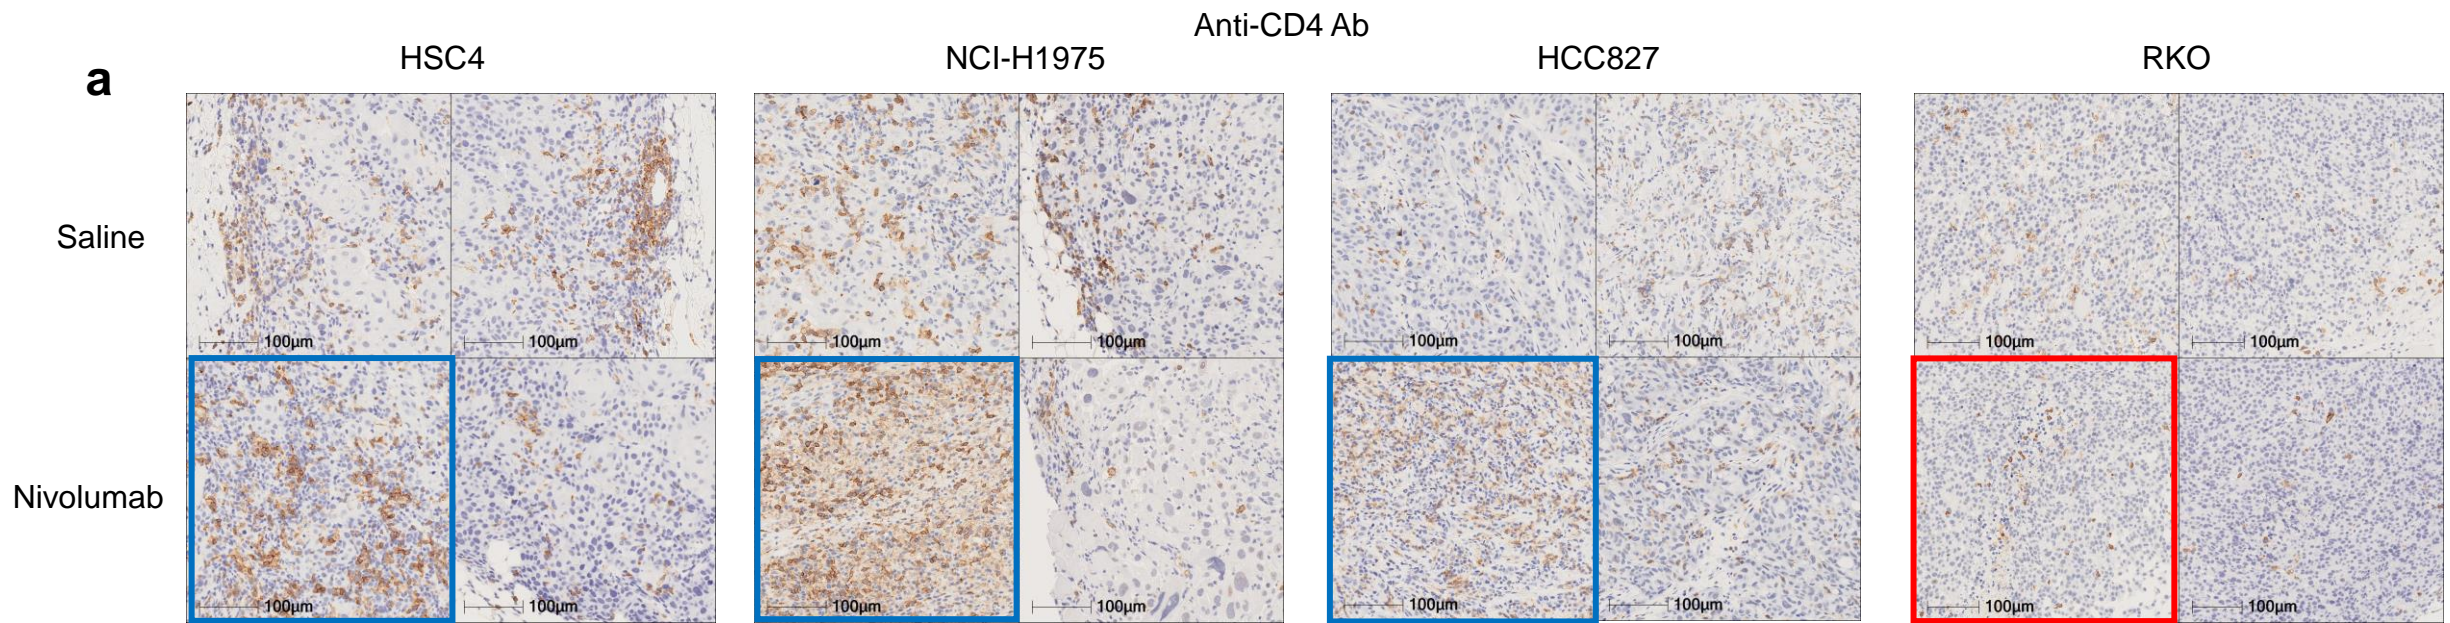 Anti-CD4 Ab
a
HSC4 NCI-H1975 HCC827 RKO
Saline
100µm 100µm 100µm 100µm 100µm 100µm 100µm 100µm
Nivolumab
100µm 100µm 100µm 100µm 100µm 100µm 100µm 100µm